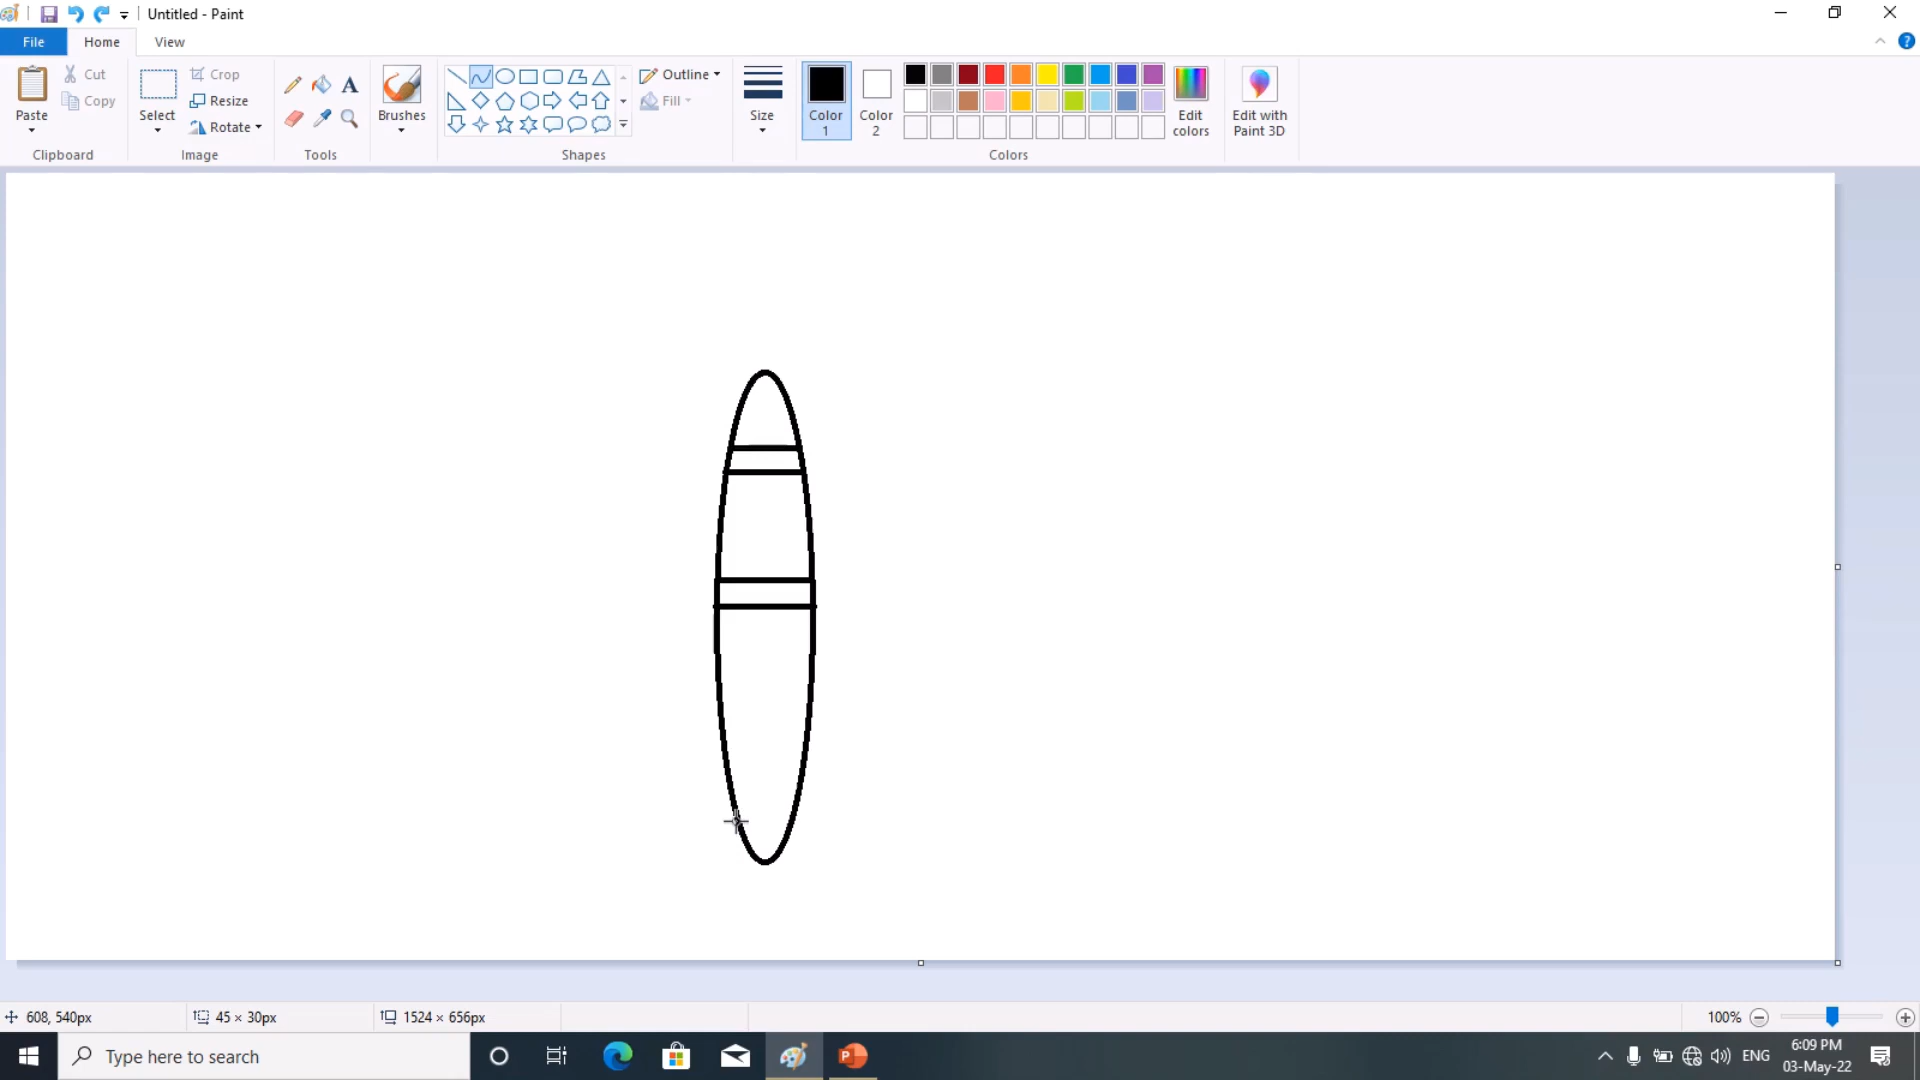 Untitled - Paint
File Home View
Paste
Cut
Copy
Clipboard
Select
Crop
Resize
Rotate
Image
A
Tools
Brushes
Shapes
Outline
Fill
Size
Color 1
Color 2
Colors
Edit colors
Edit with Paint 3D
608, 540px 45 × 30px 1524 × 656px 100%
Type here to search
ENG
6:09 PM
03-May-22